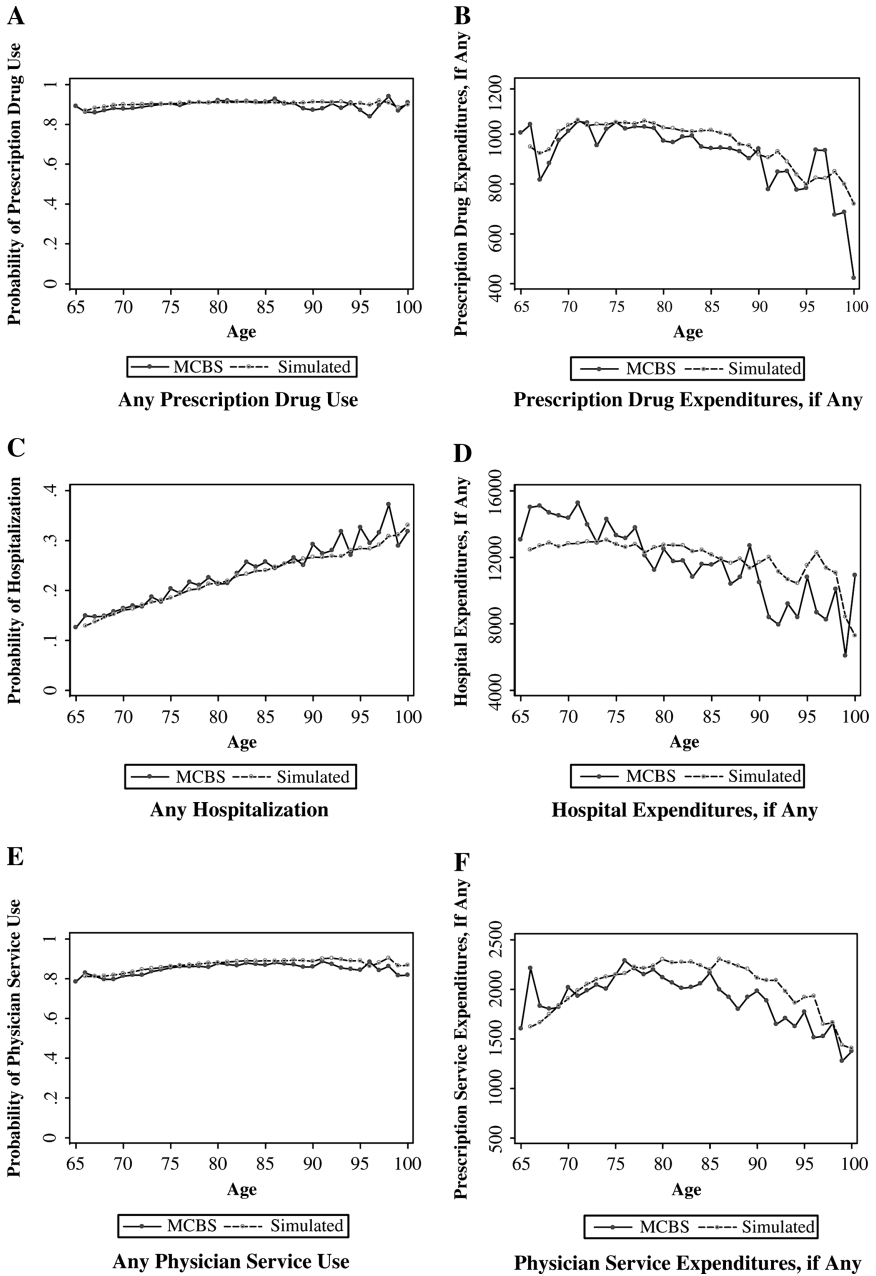 A
Probability of Prescription Drug Use
1
.8
.6
.4
.2
0
65 70 75 80 85 90 95 100
Age
MCBS Simulated
Any Prescription Drug Use
B
Prescription Drug Expenditures, If Any
1200
1000
800
600
400
65 70 75 80 85 90 95 100
Age
MCBS Simulated
Prescription Drug Expenditures, if Any
C
Probability of Hospitalization
.4
.3
.2
.1
0
65 70 75 80 85 90 95 100
Age
MCBS Simulated
Any Hospitalization
D
Hospital Expenditures, If Any
16000
12000
8000
4000
65 70 75 80 85 90 95 100
Age
MCBS Simulated
Hospital Expenditures, if Any
E
Probability of Physician Service Use
1
.8
.6
.4
.2
0
65 70 75 80 85 90 95 100
Age
MCBS Simulated
Any Physician Service Use
F
Prescription Service Expenditures, If Any
2500
2000
1500
1000
500
65 70 75 80 85 90 95 100
Age
MCBS Simulated
Physician Service Expenditures, if Any